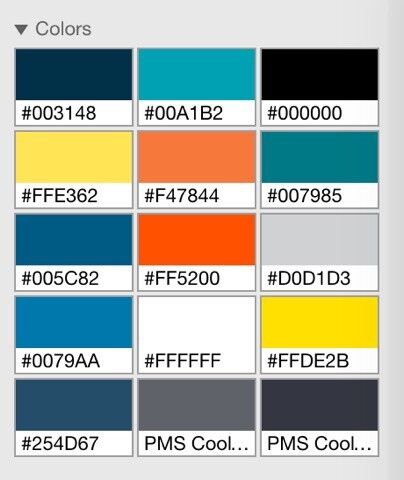 Colors
#003148 #00A1B2 #000000
#FFE362 #F47844 #007985
#005C82 #FF5200 #D0D1D3
#0079AA #FFFFFF #FFDE2B
#254D67 PMS Cool... PMS Cool...